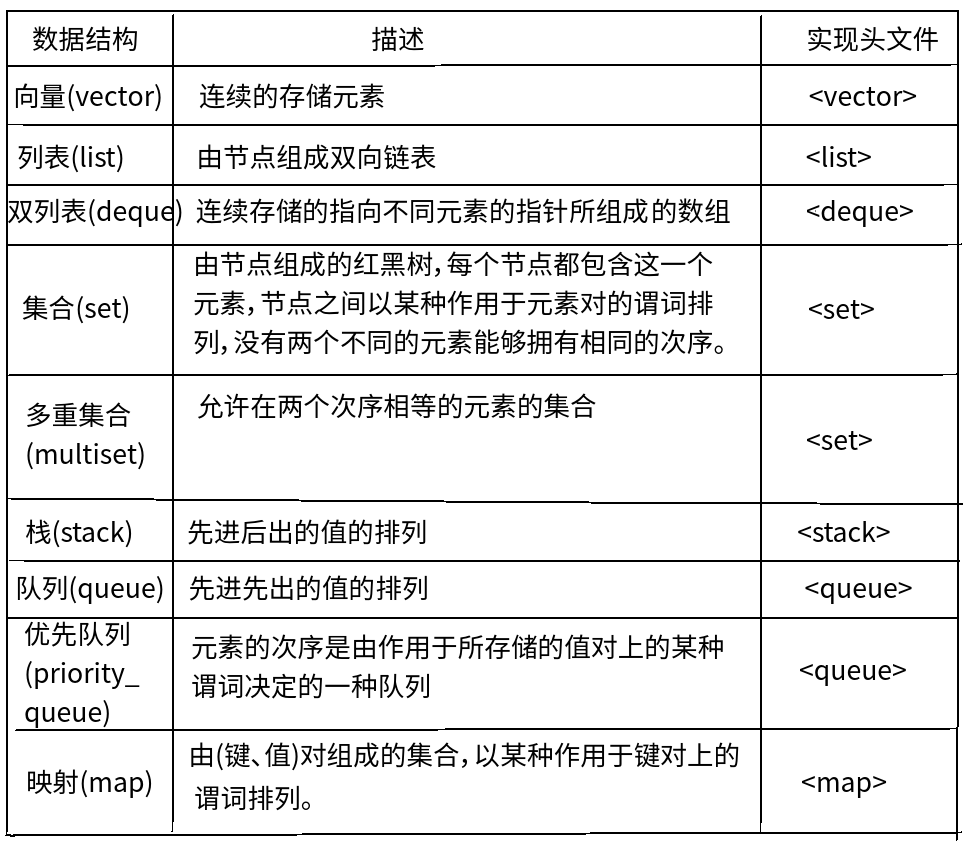 数据结构 描述 实现头文件
向量(vector) 连续的存储元素 <vector>
列表(list) 由节点组成双向链表 <list>
双列表(deque) 连续存储的指向不同元素的指针所组成的数组 <deque>
由节点组成的红黑树,每个节点都包含这一个
元素,节点之间以某种作用于元素对的谓词排
集合(set) <set>
列,没有两个不同的元素能够拥有相同的次序。
多重集合 允许在两个次序相等的元素的集合
(multiset) <set>
栈(stack) 先进后出的值的排列 <stack>
队列(queue) 先进先出的值的排列 <queue>
优先队列 元素的次序是由作用于所存储的值对上的某种
(priority_ 谓词决定的一种队列 <queue>
queue)
由(键、值)对组成的集合,以某种作用于键对上的
映射(map) <map>
谓词排列。